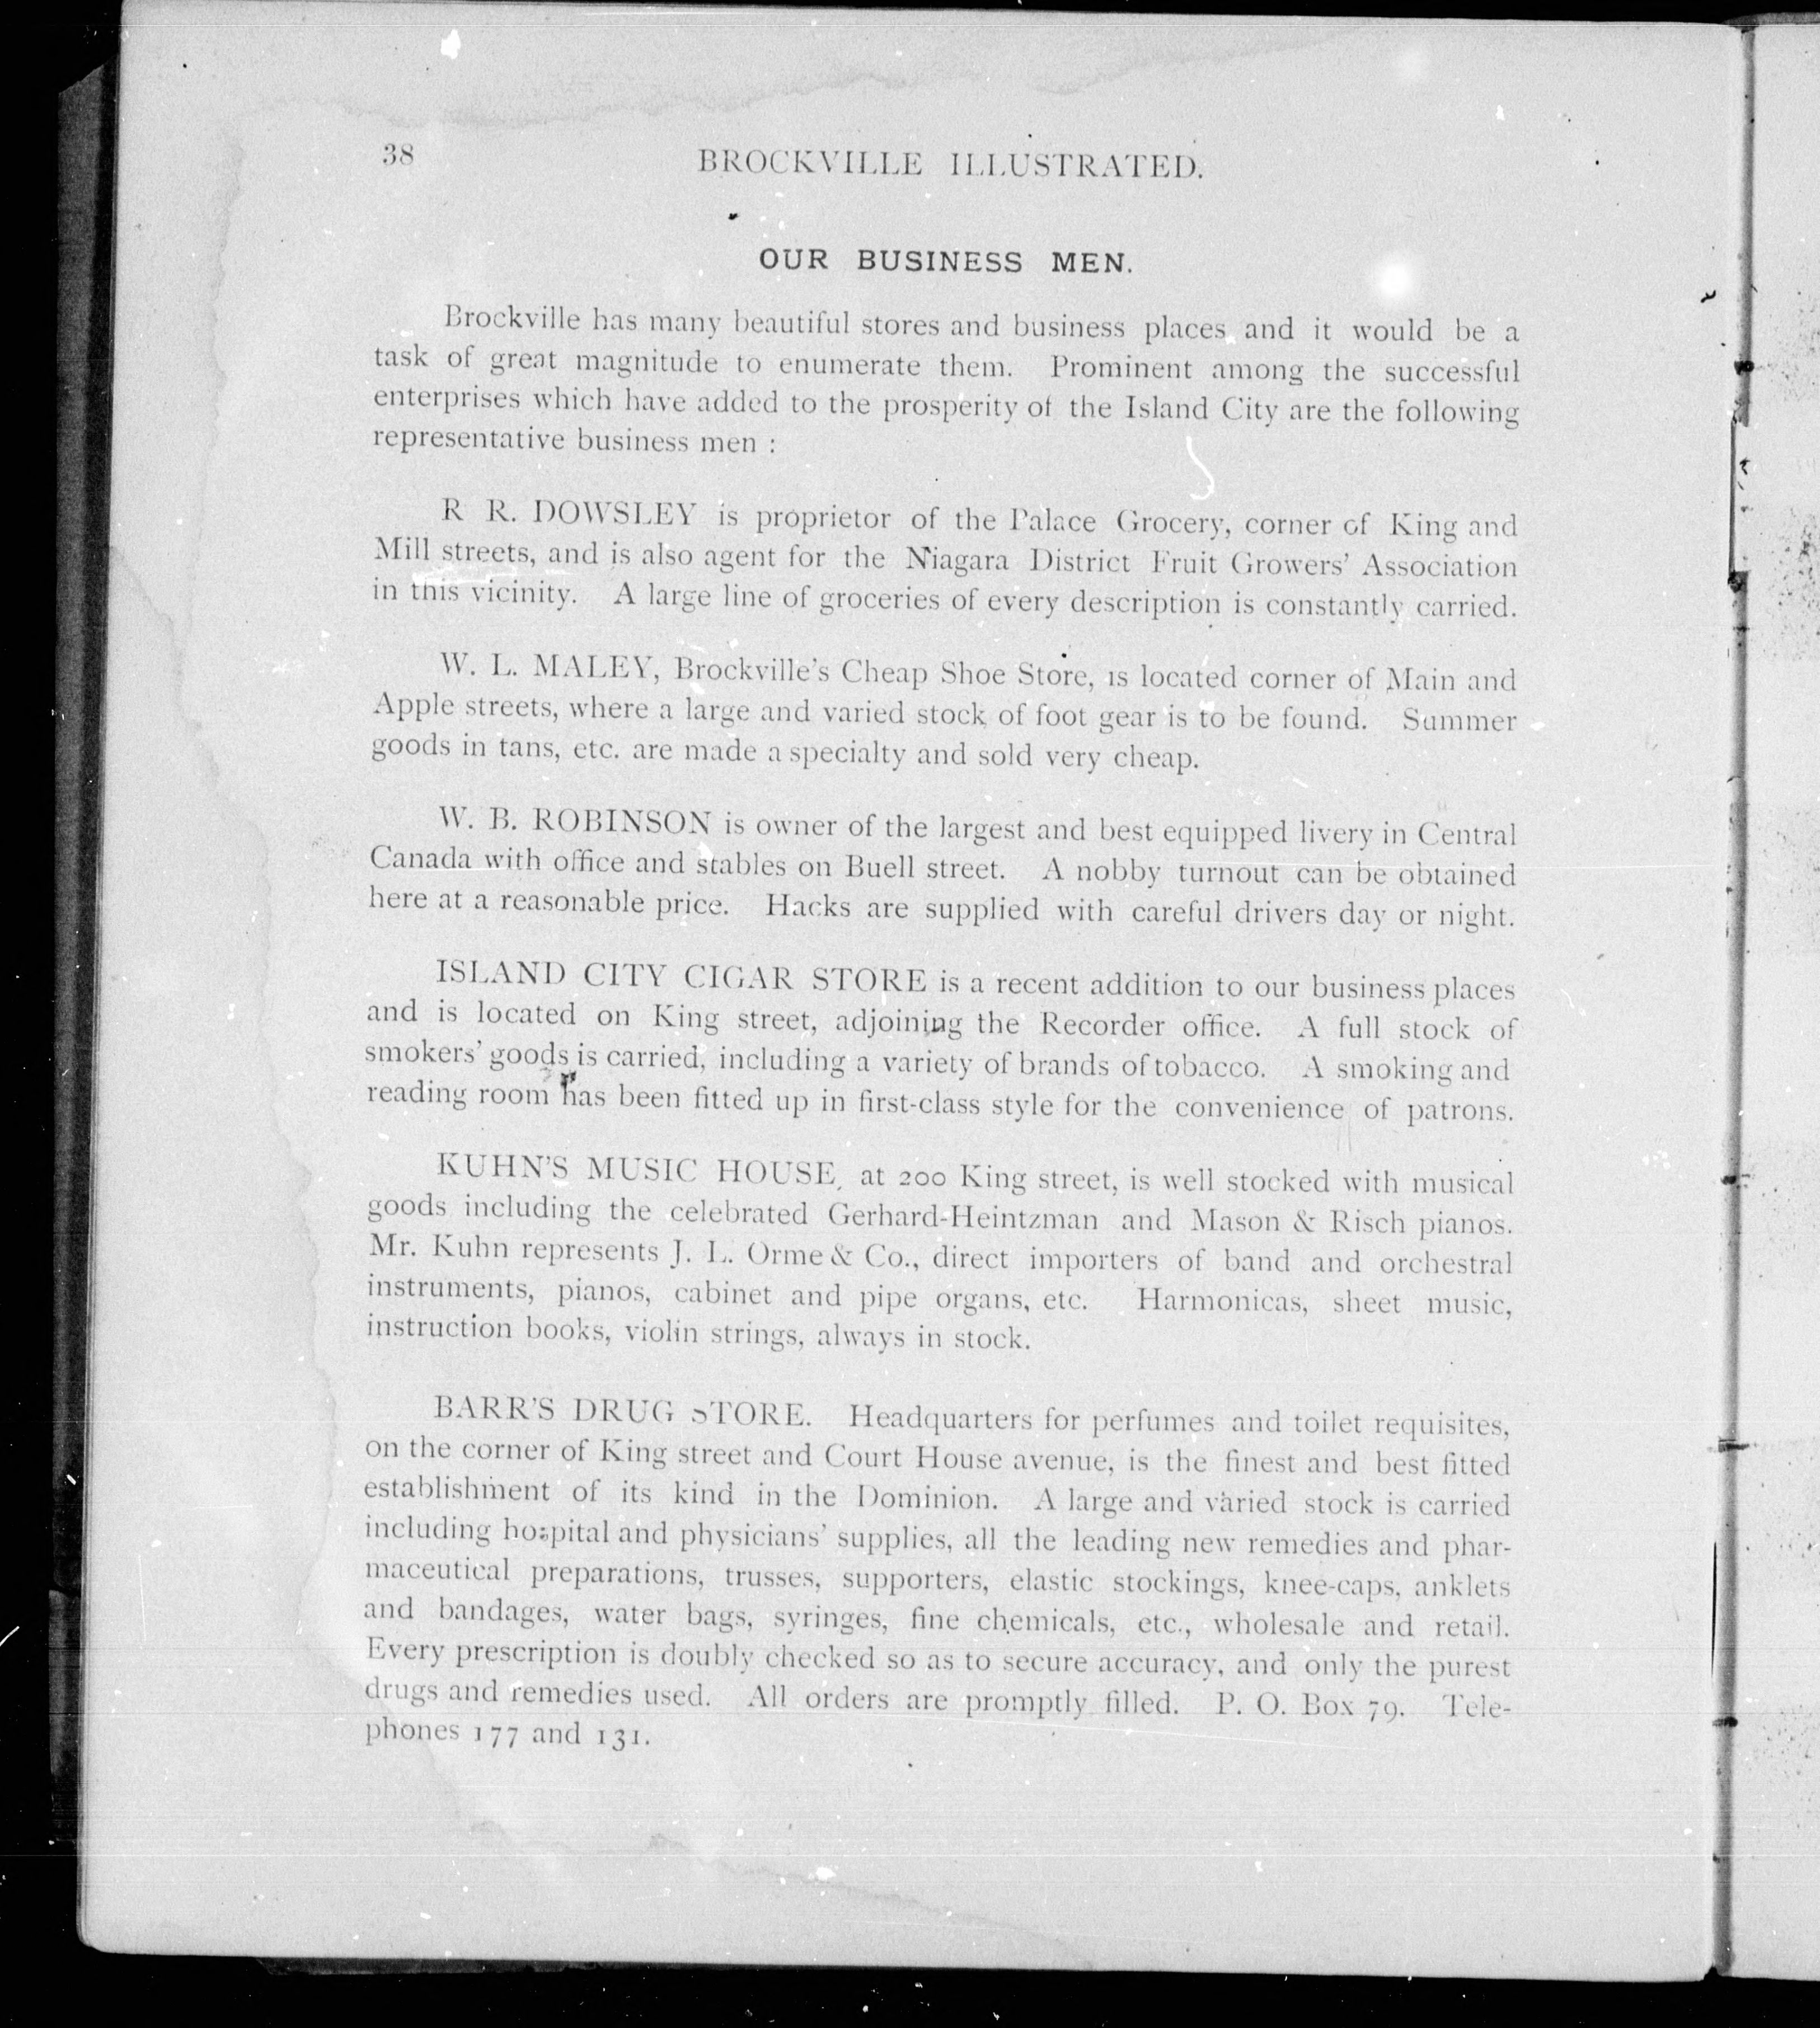 38
BROCKVILLE ILLUSTRATED.
OUR BUSINESS MEN.
Brockville has many beautiful stores and business places and it would be a
task of great magnitude to enumerate them. Prominent among the successful
enterprises which have added to the prosperity of the Island City are the following
representative business men :
R R. DOWSLEY is proprietor of the Palace Grocery, corner of King and
Mill streets, and is also agent for the Niagara District Fruit Growers' Association
in this vicinity. A large line of groceries of every description is constantly carried.
W. L. MALEY, Brockville's Cheap Shoe Store, is located corner of Main and
Apple streets, where a large and varied stock of foot gear is to be found. Summer
goods in tans, etc. are made a specialty and sold very cheap.
W. B. ROBINSON is owner of the largest and best equipped livery in Central
Canada with office and stables on Buell street. A nobby turnout can be obtained
here at a reasonable price. Hacks are supplied with careful drivers day or night.
ISLAND CITY CIGAR STORE is a recent addition to our business places
and is located on King street, adjoining the Recorder office. A full stock of
smokers' goods is carried, including a variety of brands of tobacco. A smoking and
reading room has been fitted up in first-class style for the convenience of patrons.
KUHN'S MUSIC HOUSE, at 200 King street, is well stocked with musical
goods including the celebrated Gerhard-Heintzman and Mason & Risch pianos.
Mr. Kuhn represents J. L. Orme & Co., direct importers of band and orchestral
instruments, pianos, cabinet and pipe organs, etc. Harmonicas, sheet music,
instruction books, violin strings, always in stock.
BARR'S DRUG STORE. Headquarters for perfumes and toilet requisites,
on the corner of King street and Court House avenue, is the finest and best fitted
establishment of its kind in the Dominion. A large and varied stock is carried
including hospital and physicians' supplies, all the leading new remedies and phar-
maceutical preparations, trusses, supporters, elastic stockings, knee-caps, anklets
and bandages, water bags, syringes, fine chemicals, etc., wholesale and retail.
Every prescription is doubly checked so as to secure accuracy, and only the purest
drugs and remedies used. All orders are promptly filled. P. O. Box 79. Tele-
phones 177 and 131.